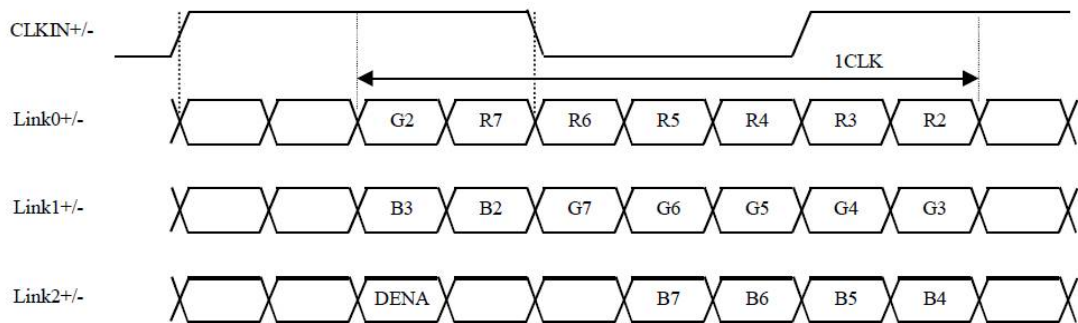 CLKIN+/-
1CLK
Link0+/- G2 R7 R6 R5 R4 R3 R2
Link1+/- B3 B2 G7 G6 G5 G4 G3
Link2+/- DENA B7 B6 B5 B4